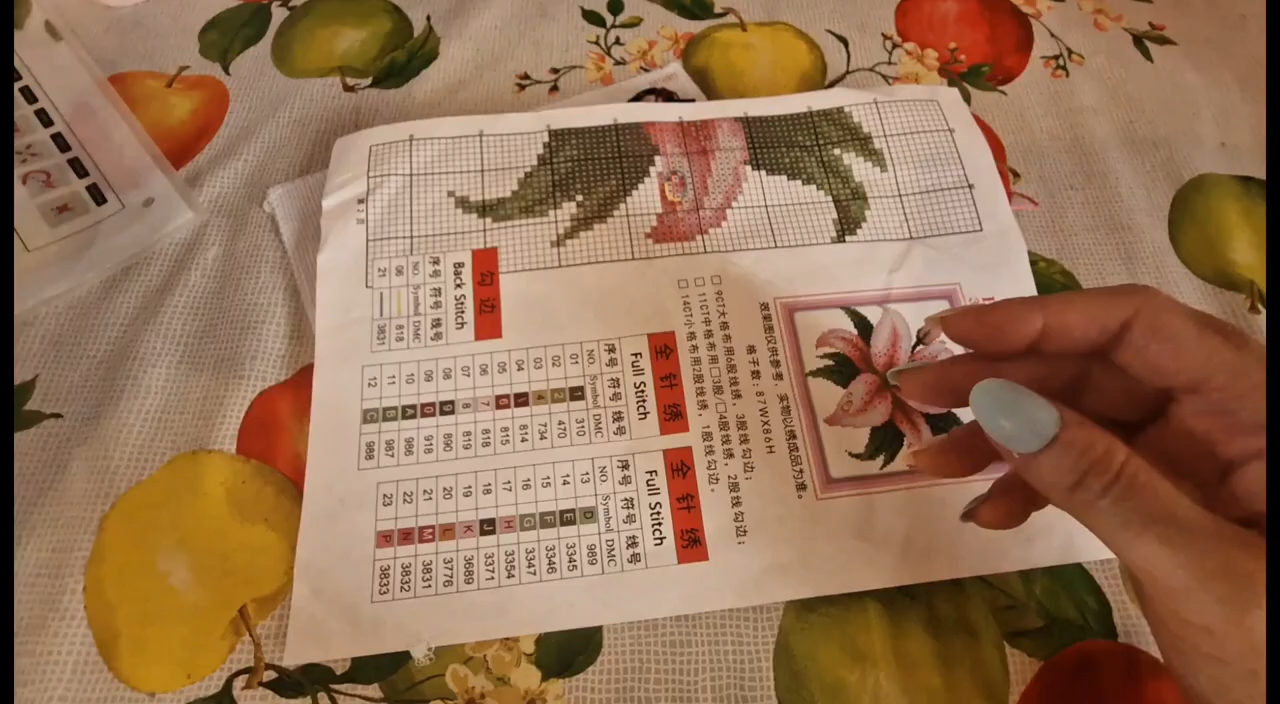 效果图仅供参考，实物以绣成品为准。
格子数：87WX86H
9CT大格布用6股线绣，3股线勾边；
11CT中格布用□3股/□4股线绣，2股线勾边；
14CT小格布用2股线绣，1股线勾边。
勾边
Back Stitch
序号 符号 线号
NO. Symbol DMC
06 818
21 3831
全针绣
Full Stitch
序号 符号 线号
NO. Symbol DMC
01 1 310
02 2 470
03 4 734
04 814
05 6 815
06 7 818
07 8 819
08 9 890
09 0 918
10 A 986
11 B 987
12 C 988
全针绣
Full Stitch
序号 符号 线号
NO. Symbol DMC
13 D 989
14 E 3345
15 F 3346
16 G 3347
17 H 3354
18 J 3371
19 K 3689
20 L 3776
21 M 3831
22 N 3832
23 P 3833